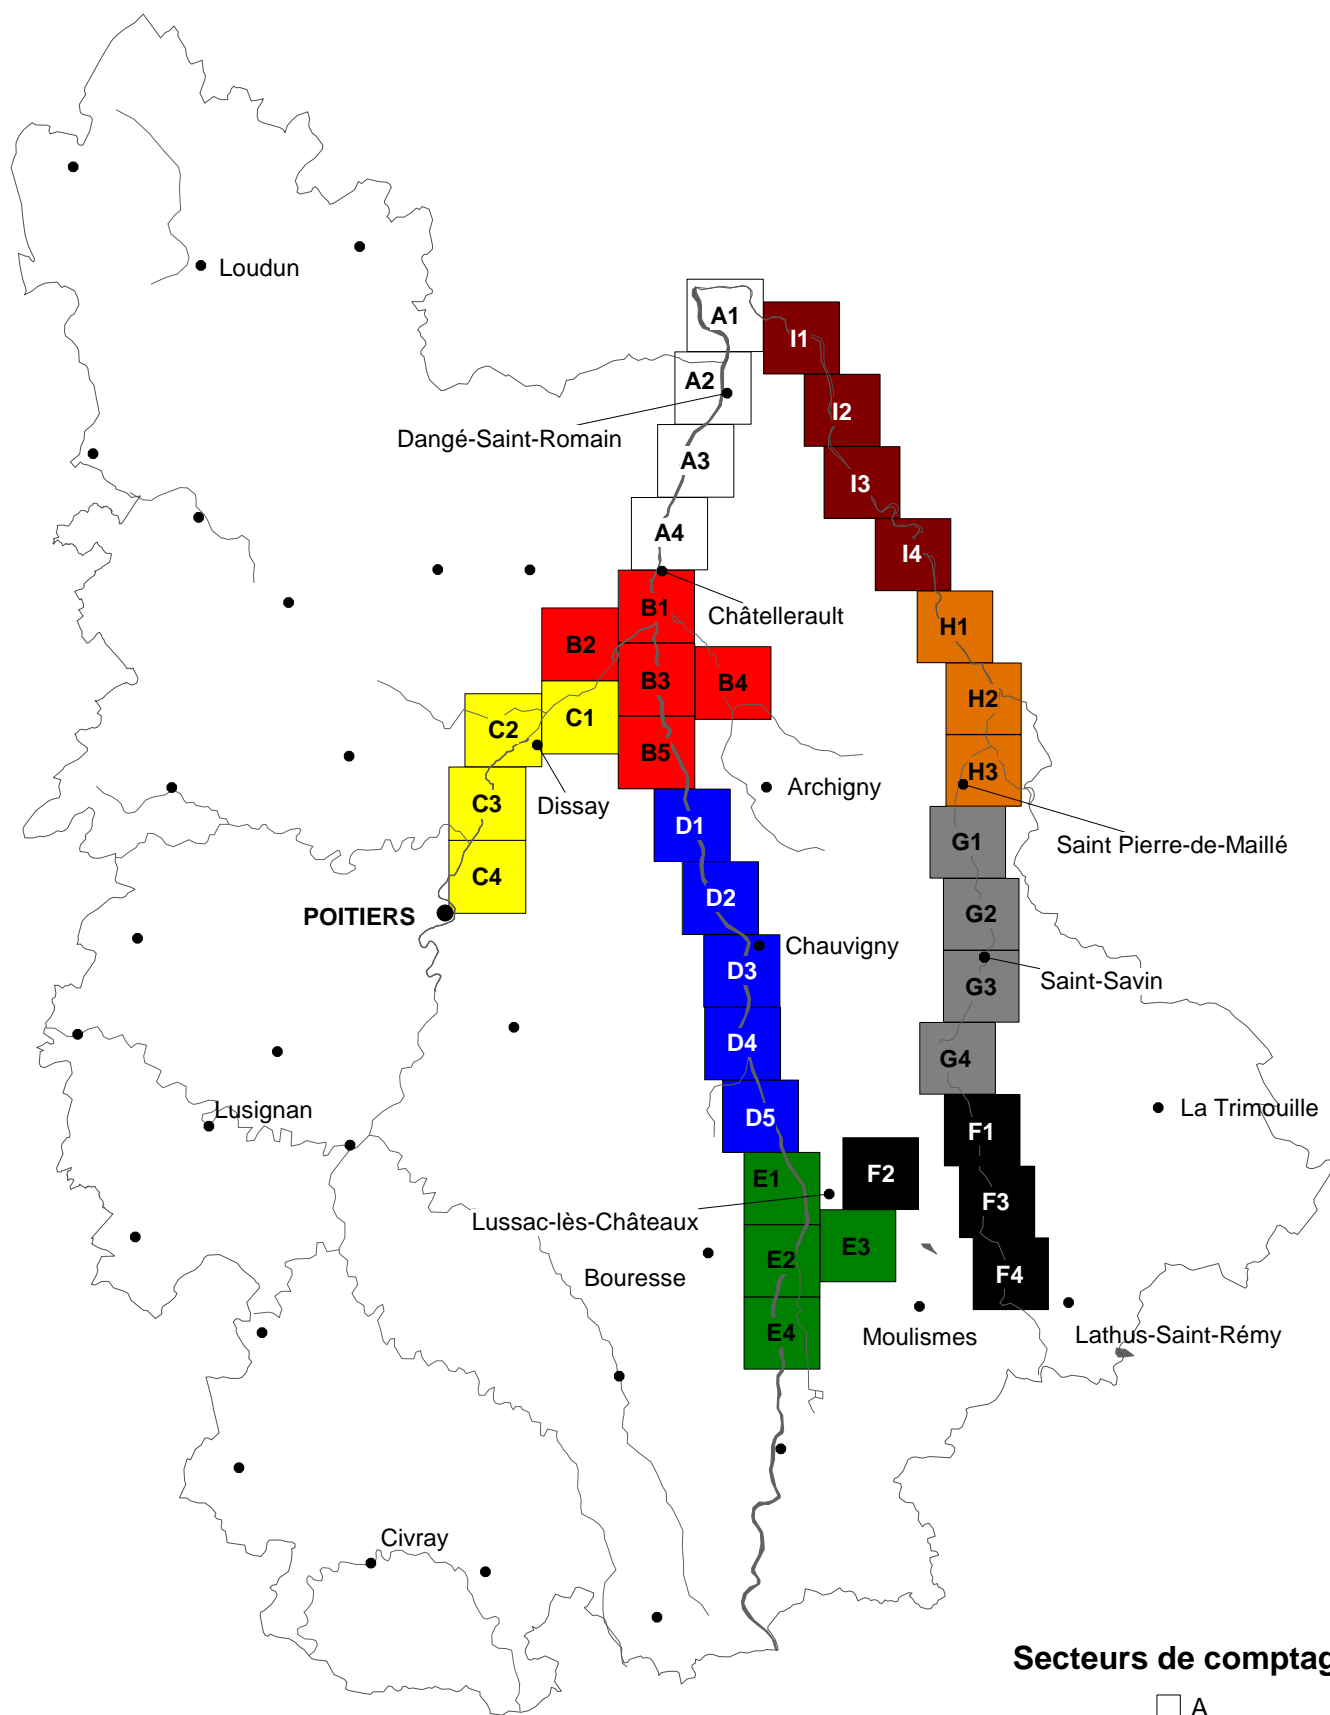 Loudun
A1
I1
A2
I2
Dangé-Saint-Romain
A3
I3
A4
I4
B1
Châtellerault
H1
B2
B3
B4
H2
C1
C2
B5
H3
Archigny
C3
Dissay
D1
G1
Saint Pierre-de-Maillé
C4
D2
POITIERS
G2
Chauvigny
D3
Saint-Savin
G3
D4
G4
Lusignan
D5
La Trimouille
F1
E1
F2
F3
Lussac-lès-Châteaux
E3
E2
Bouresse
F4
E4
Moulismes
Lathus-Saint-Rémy
Civray
Secteurs de comptag
A